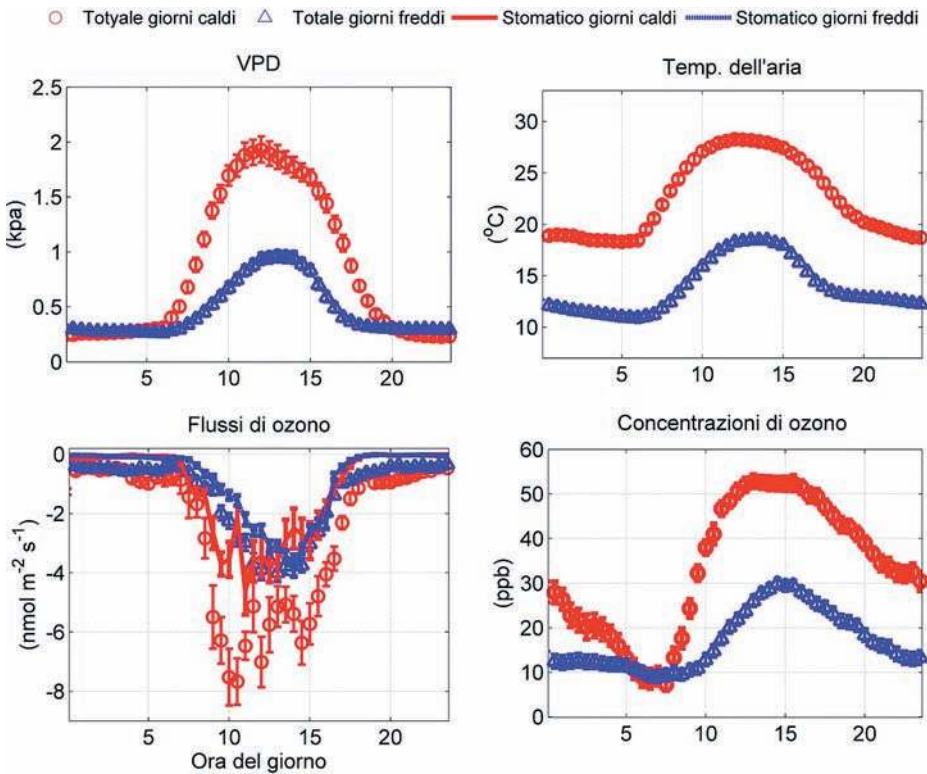 Totyale giorni caldi Totale giorni freddi Stomatico giorni caldi Stomatico giorni freddi
VPD
2.5
2
1.5
1
0.5
0
(kpa)
5 10 15 20
Temp. dell'aria
30
25
20
15
10
(°C)
5 10 15 20
Flussi di ozono
0
-2
-4
-6
-8
(nmol m-2 s-1)
5 10 15 20
Ora del giorno
Concentrazioni di ozono
60
50
40
30
20
10
0
(ppb)
5 10 15 20